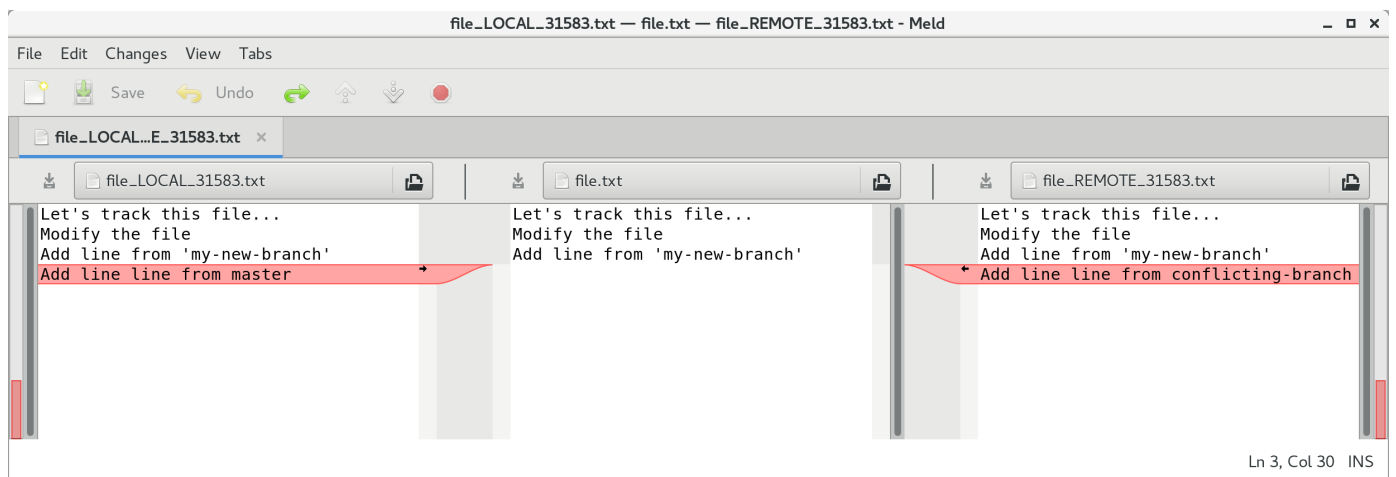 file_LOCAL_31583.txt — file.txt — file_REMOTE_31583.txt - Meld
File Edit Changes View Tabs
Save Undo
file_LOCAL...E_31583.txt
file_LOCAL_31583.txt
file.txt
file_REMOTE_31583.txt
Let's track this file...
Modify the file
Add line from 'my-new-branch'
Add line line from master
Let's track this file...
Modify the file
Add line from 'my-new-branch'
Let's track this file...
Modify the file
Add line from 'my-new-branch'
Add line line from conflicting-branch
Ln 3, Col 30 INS